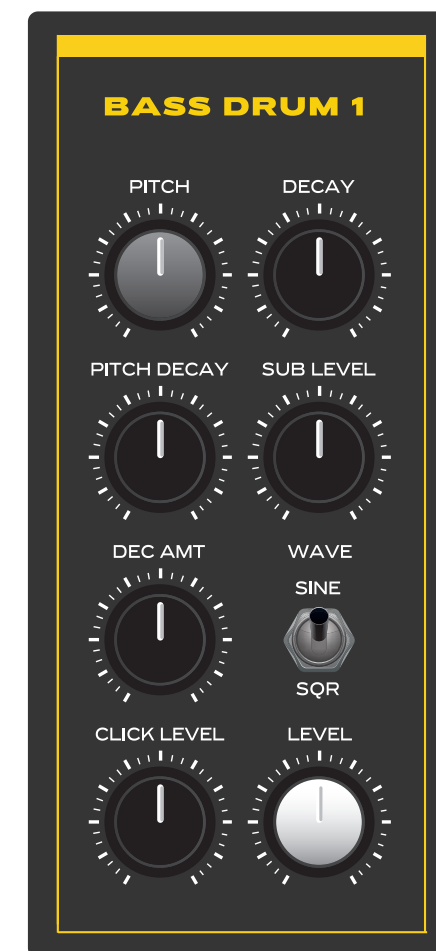 BASS DRUM 1
PITCH DECAY
PITCH DECAY SUB LEVEL
DEC AMT WAVE
SINE
SQR
CLICK LEVEL LEVEL